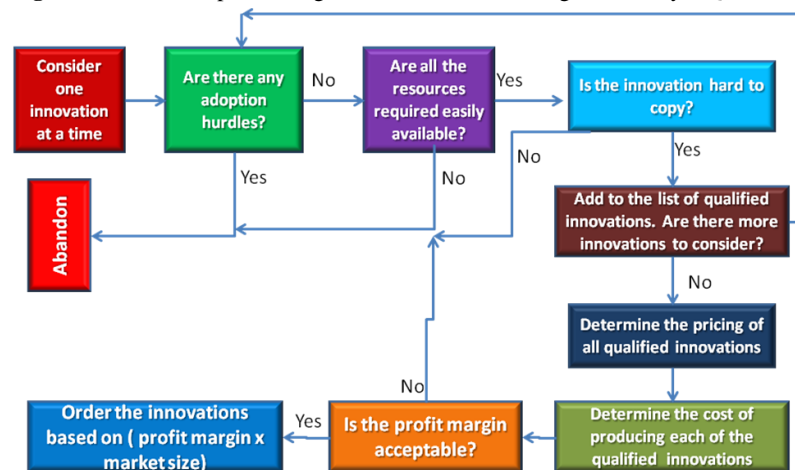 Consider
one
innovation
at a time
Are there any
adoption
hurdles?
No
Are all the
resources
required easily
available?
Yes
Is the innovation hard to
copy?
No
Yes
Yes
No
Abandon
Add to the list of qualified
innovations. Are there more
innovations to consider?
No
Determine the pricing of
all qualified innovations
Determine the cost of
producing each of the
qualified innovations
Is the profit margin
acceptable?
No
Yes
Order the innovations
based on ( profit margin x
market size)